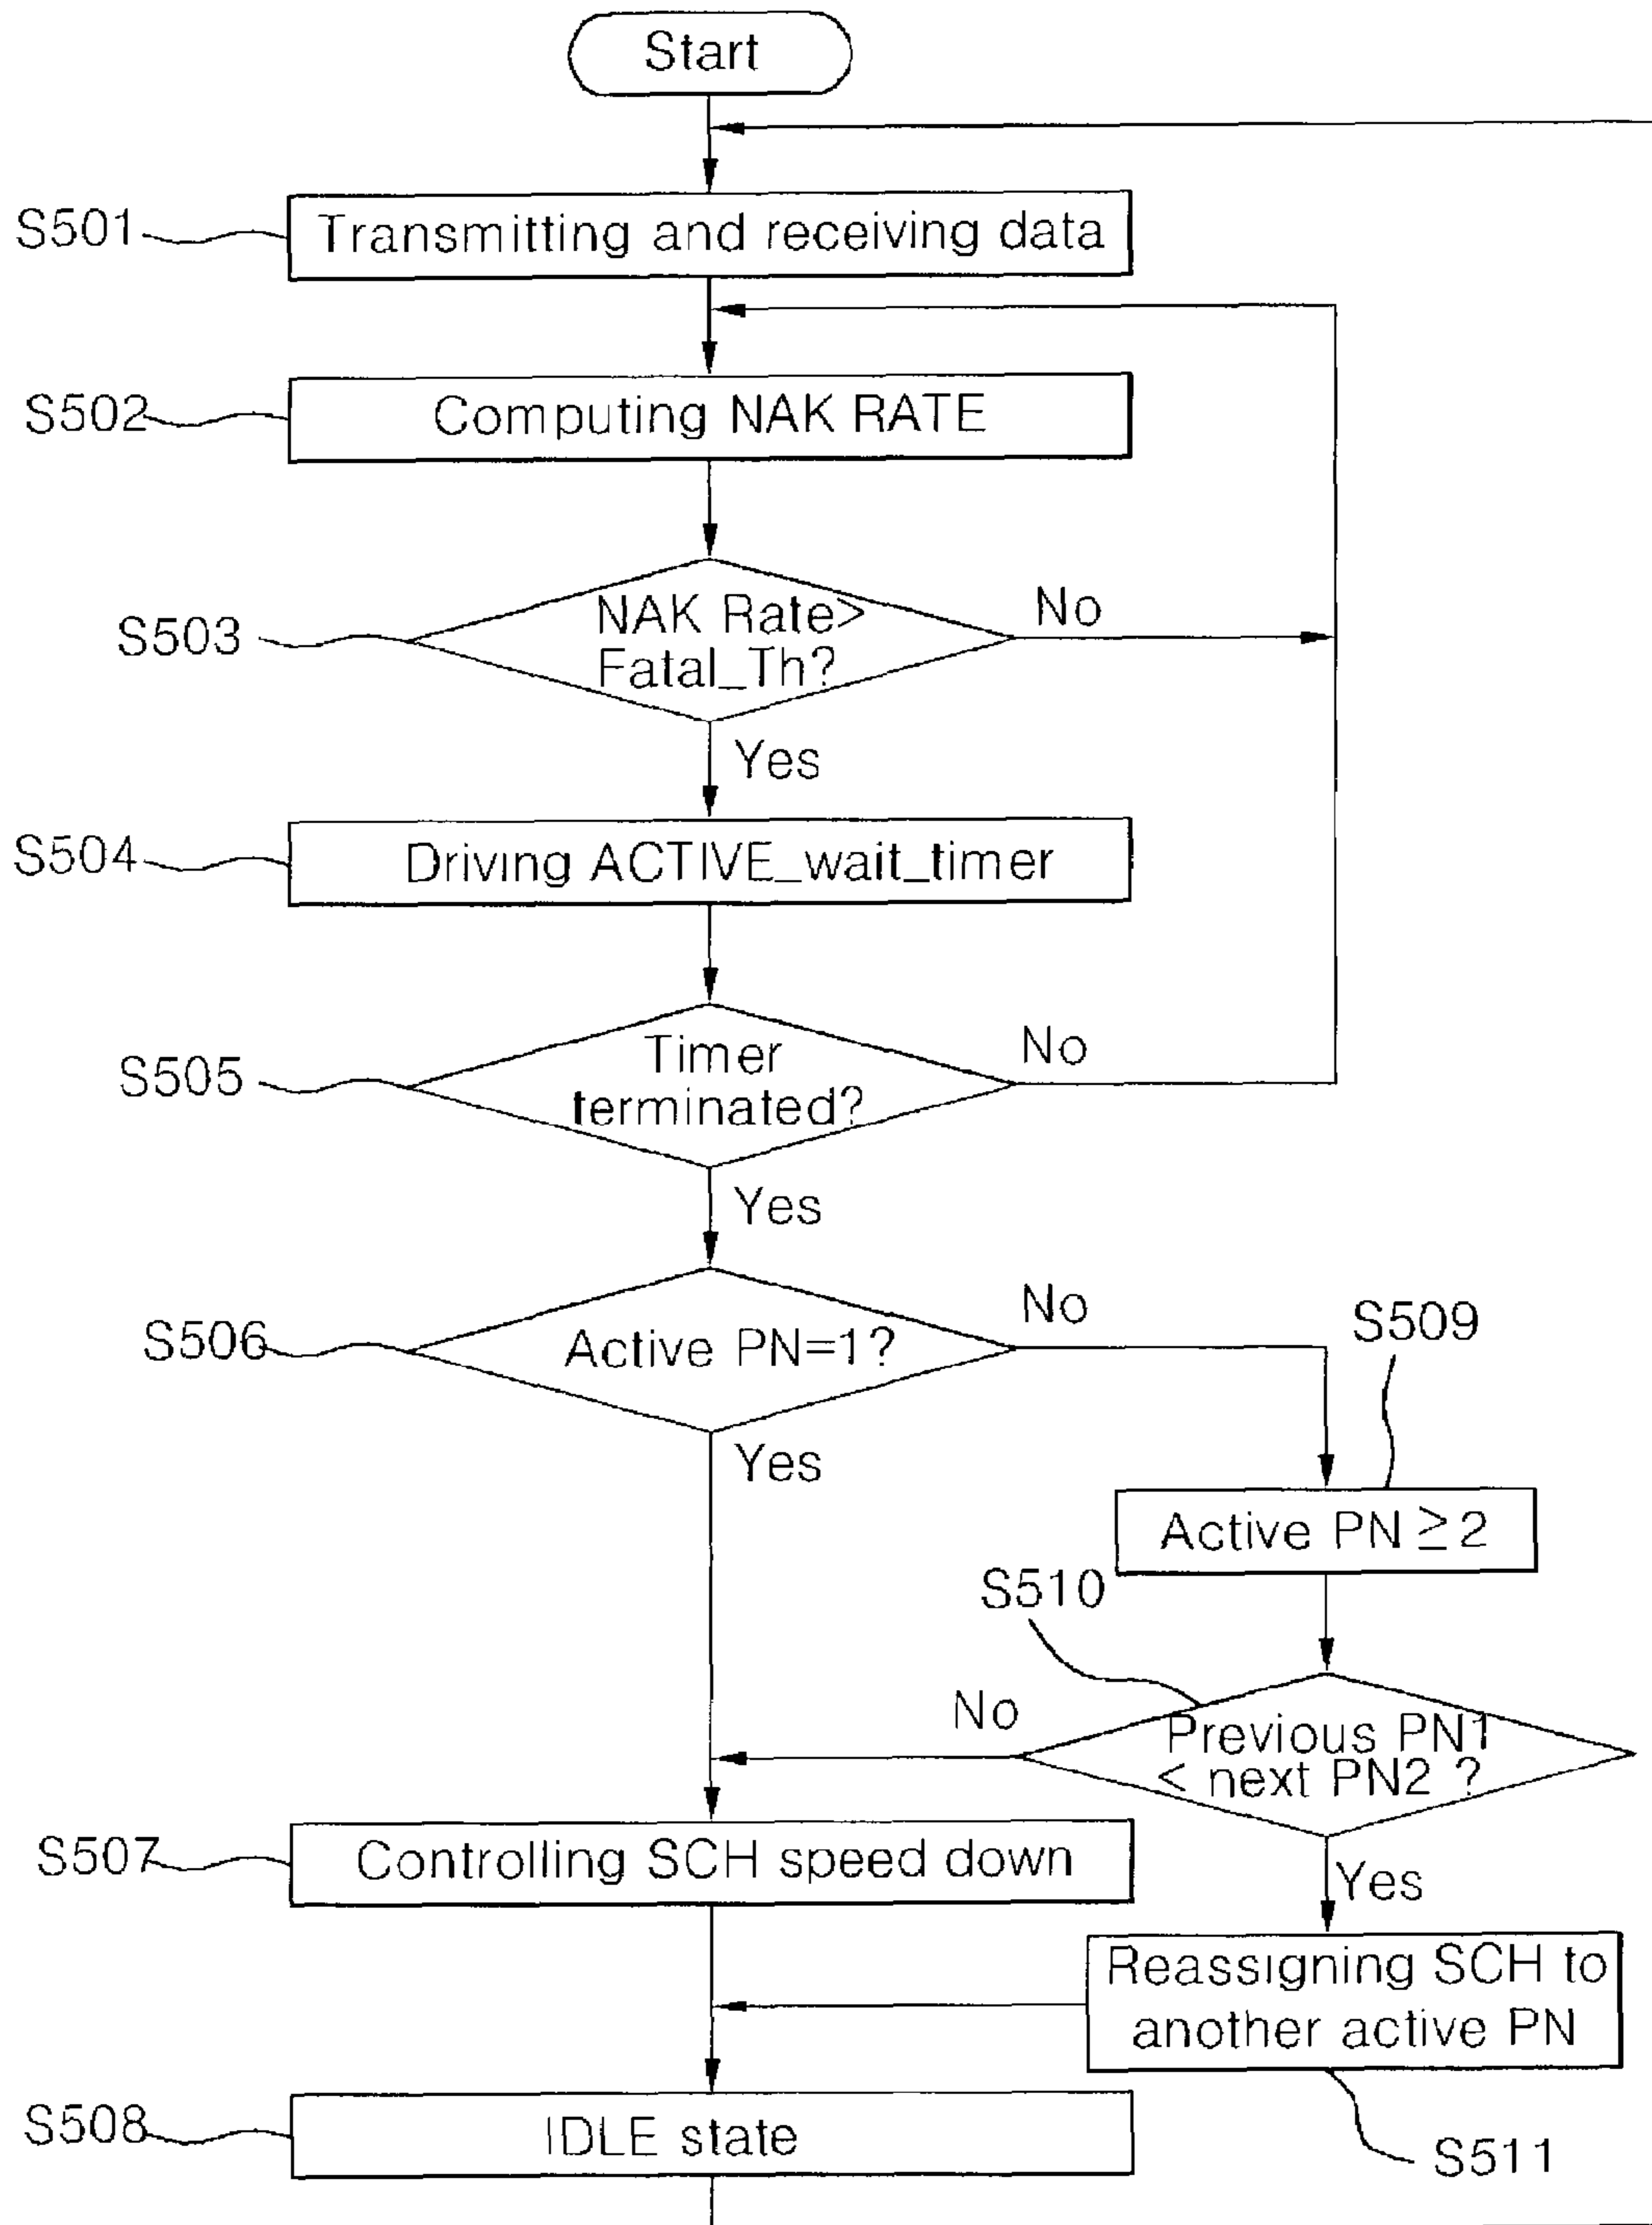 Start
S501
Transmitting and receiving data
S502
Computing NAK RATE
S503
NAK Rate>
Fatal_Th?
No
Yes
S504
Driving ACTIVE_wait_timer
S505
Timer
terminated?
No
Yes
S506
Active PN=1?
No
S509
Yes
Active PN ≥ 2
S510
No
Previous PN1
< next PN2 ?
S507
Controlling SCH speed down
Yes
Reassigning SCH to
another active PN
S508
IDLE state
S511